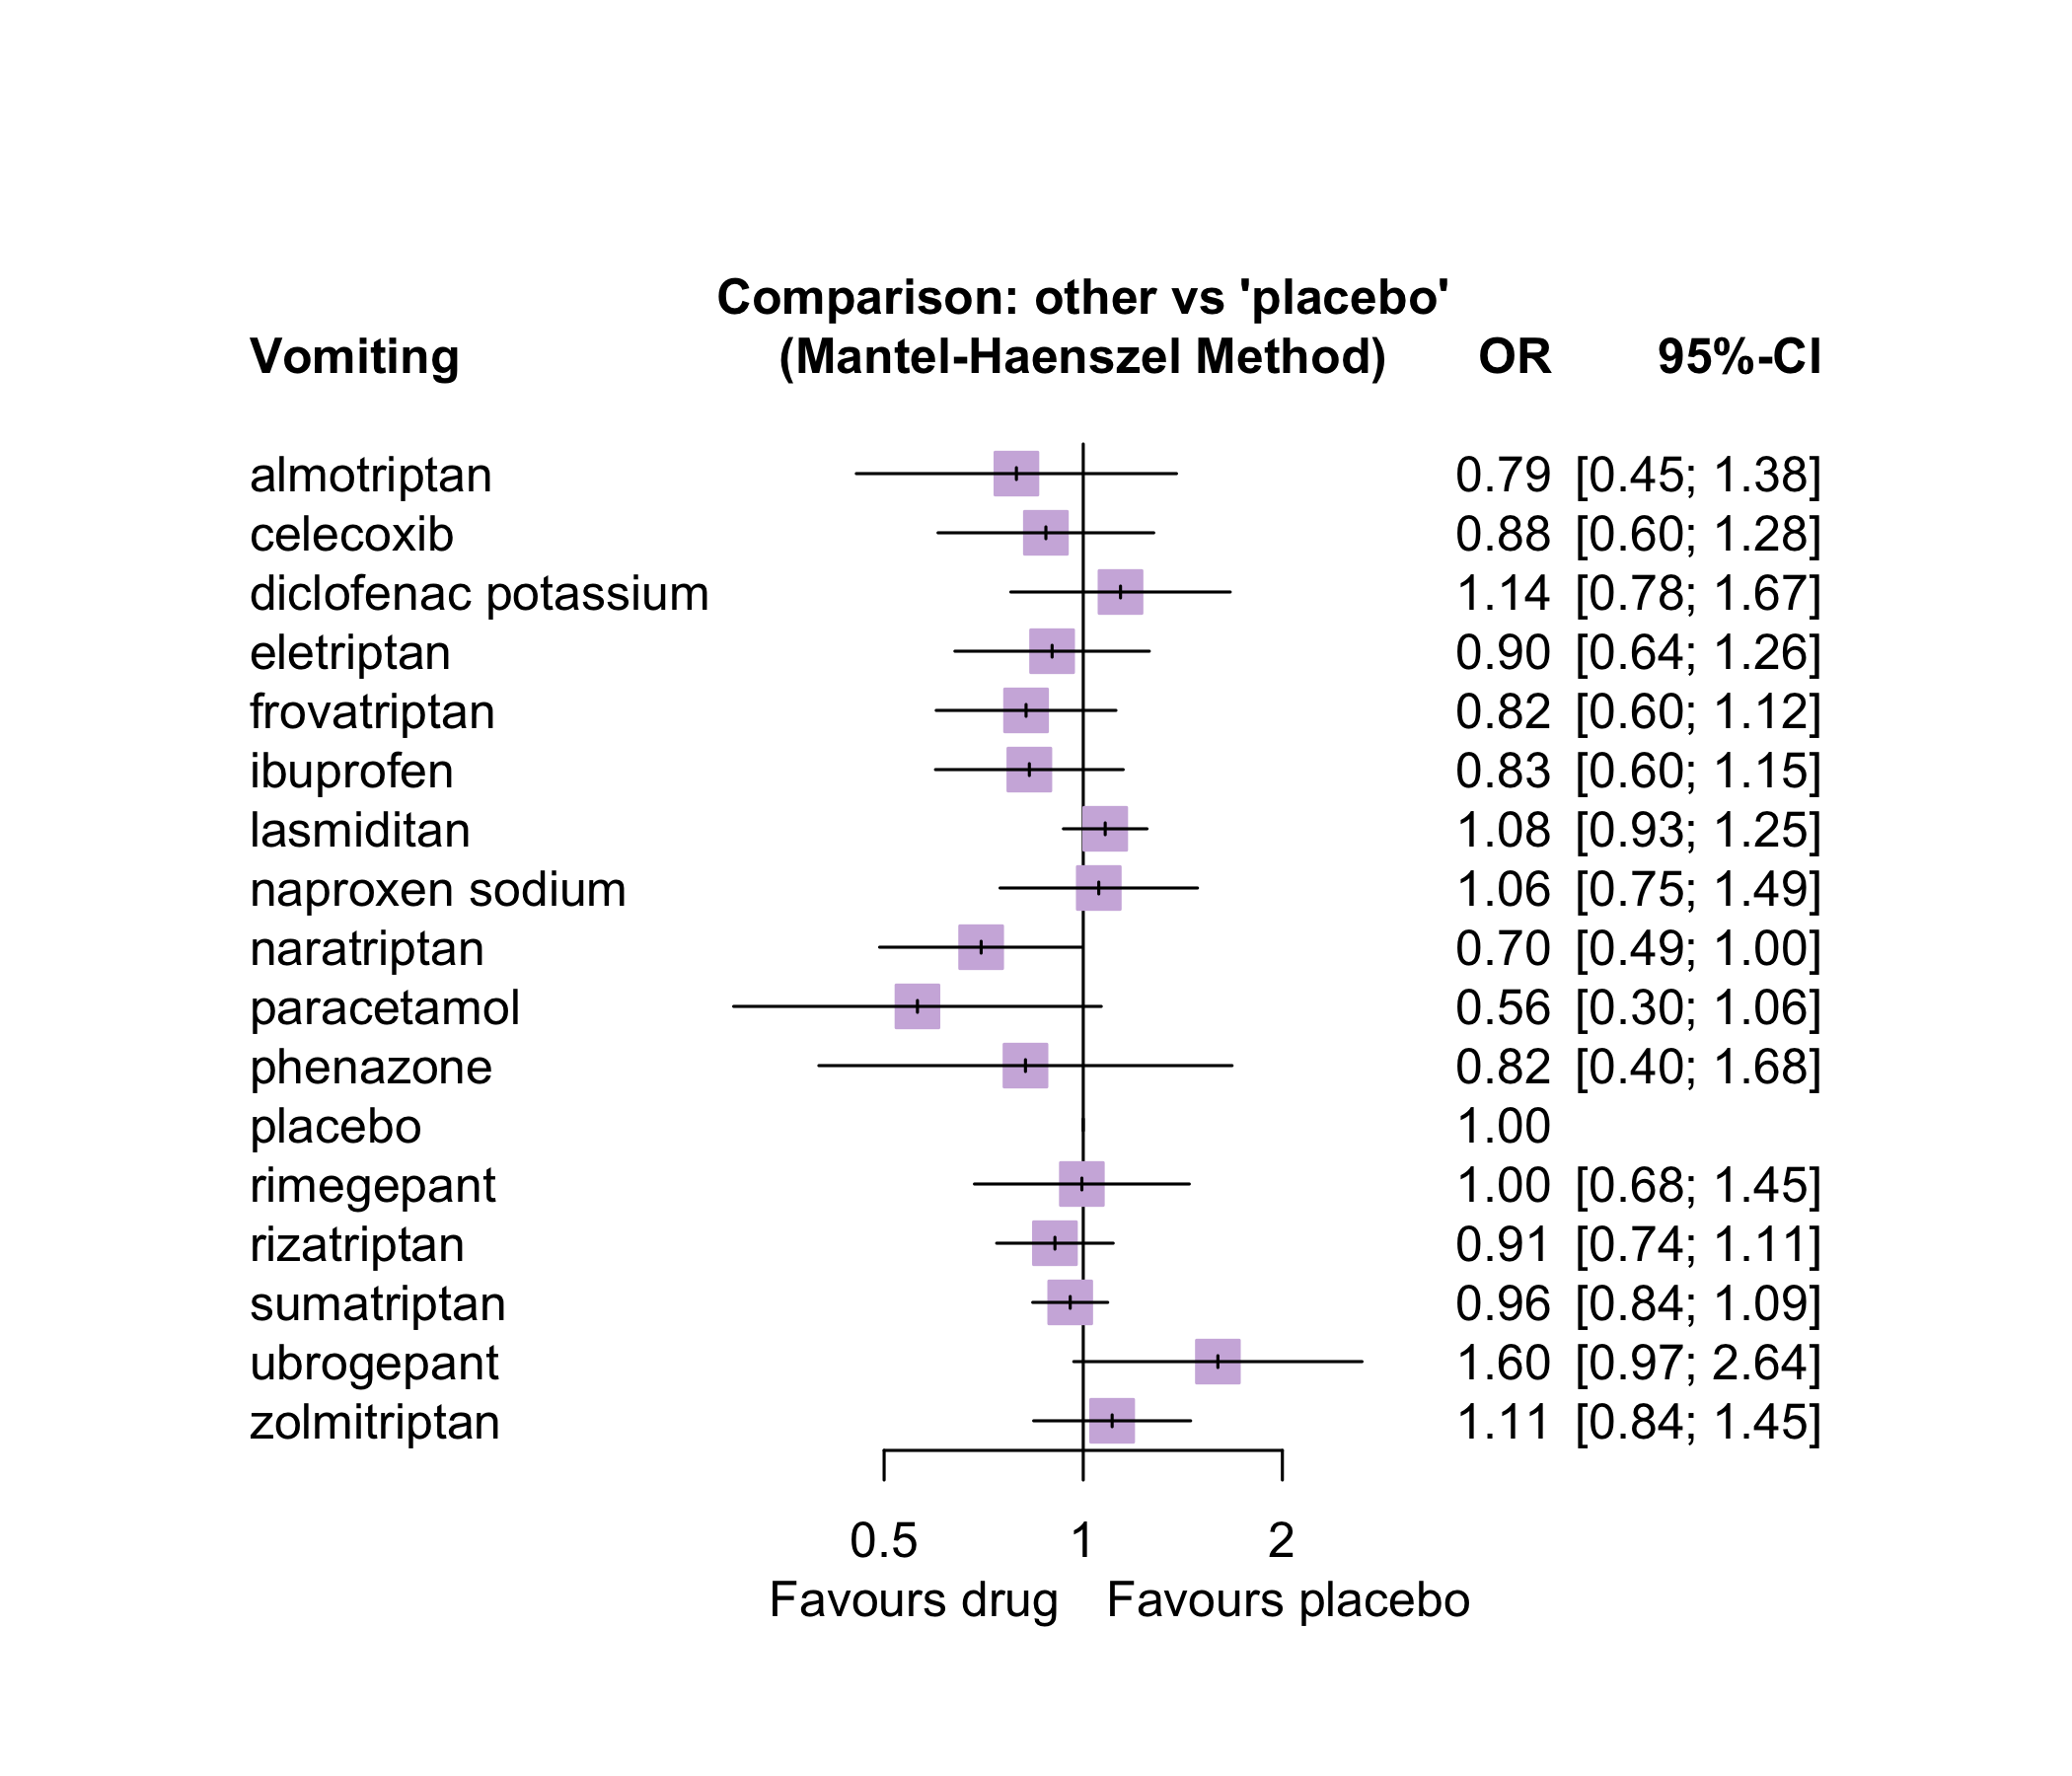 Comparison: other vs 'placebo'
Vomiting (Mantel-Haenszel Method) OR 95%-CI
almotriptan 0.79 [0.45; 1.38]
celecoxib 0.88 [0.60; 1.28]
diclofenac potassium 1.14 [0.78; 1.67]
eletriptan 0.90 [0.64; 1.26]
frovatriptan 0.82 [0.60; 1.12]
ibuprofen 0.83 [0.60; 1.15]
lasmiditan 1.08 [0.93; 1.25]
naproxen sodium 1.06 [0.75; 1.49]
naratriptan 0.70 [0.49; 1.00]
paracetamol 0.56 [0.30; 1.06]
phenazone 0.82 [0.40; 1.68]
placebo 1.00
rimegepant 1.00 [0.68; 1.45]
rizatriptan 0.91 [0.74; 1.11]
sumatriptan 0.96 [0.84; 1.09]
ubrogepant 1.60 [0.97; 2.64]
zolmitriptan 1.11 [0.84; 1.45]
0.5 1 2
Favours drug Favours placebo